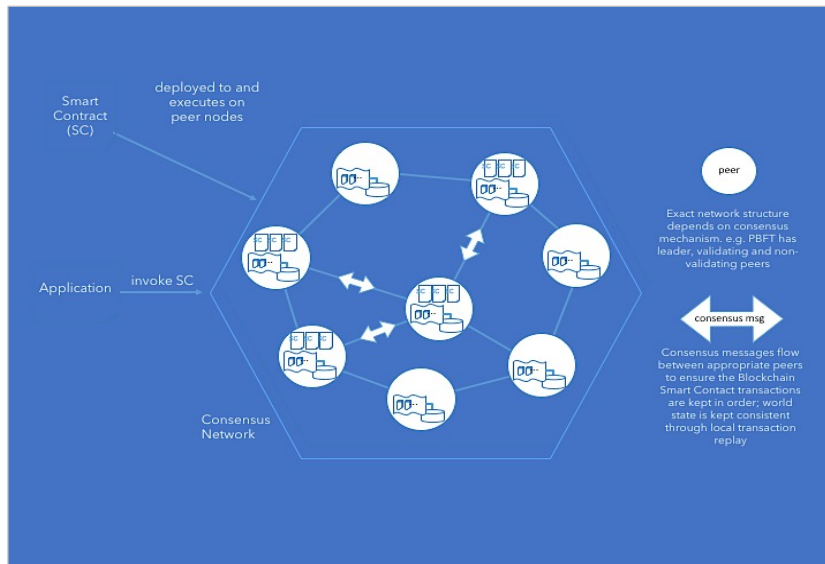 Smart
Contract
(SC)
deployed to and
executes on
peer nodes
Application
invoke SC
Consensus
Network
peer
Exact network structure
depends on consensus
mechanism. e.g. PBFT has
leader, validating and non-
validating peers
consensus msg
Consensus messages flow
between appropriate peers
to ensure the Blockchain
Smart Contact transactions
are kept in order; world
state is kept consistent
through local transaction
replay